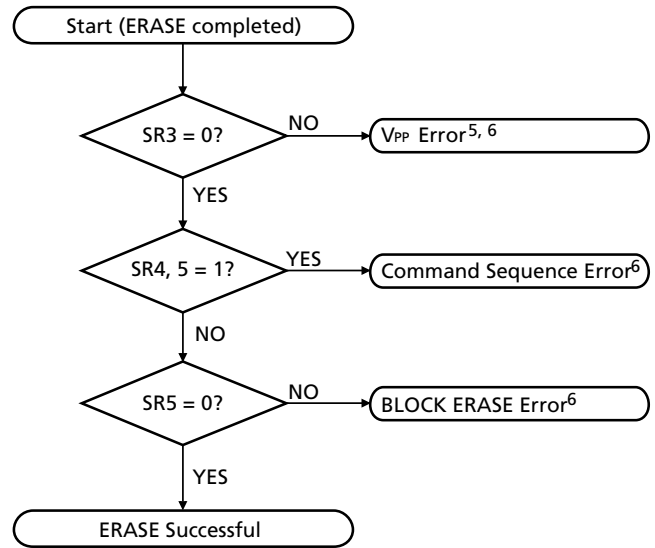 Start (ERASE completed)
SR3 = 0?
NO
VPP Error5, 6
YES
SR4, 5 = 1?
YES
Command Sequence Error6
NO
SR5 = 0?
NO
BLOCK ERASE Error6
YES
ERASE Successful